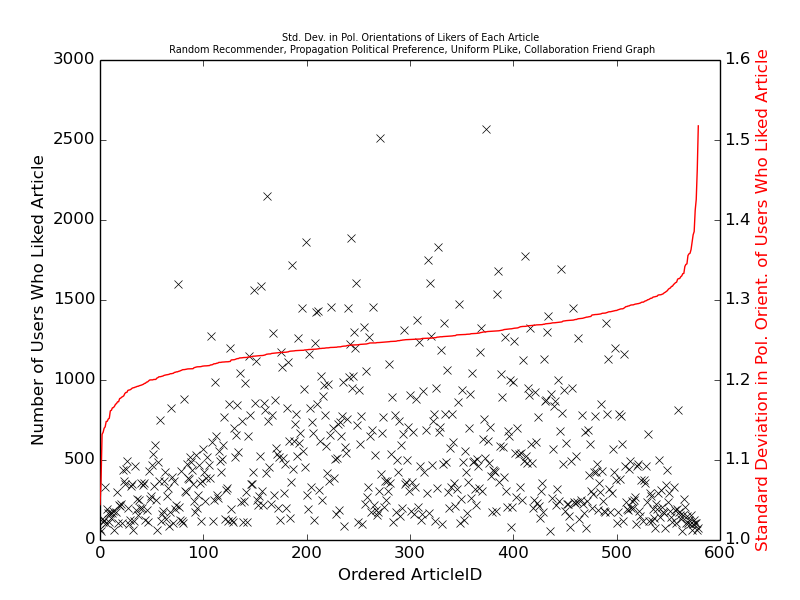 Std. Dev. in Pol. Orientations of Likers of Each Article
Random Recommender, Propagation Political Preference, Uniform PLike, Collaboration Friend Graph
3000
2500
2000
1500
1000
500
0
Number of Users Who Liked Article
1.6
1.5
1.4
1.3
1.2
1.1
1.0
Standard Deviation in Pol. Orient. of Users Who Liked Article
0 100 200 300 400 500 600
Ordered ArticleID